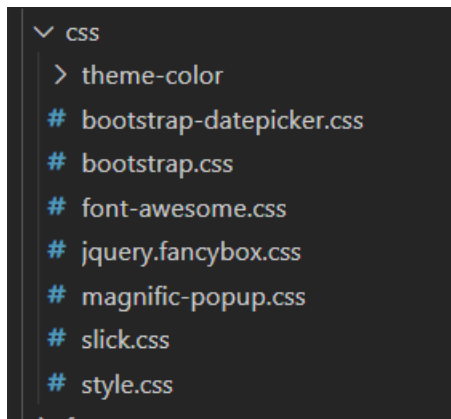 css
theme-color
# bootstrap-datepicker.css
# bootstrap.css
# font-awesome.css
# jquery.fancybox.css
# magnific-popup.css
# slick.css
# style.css